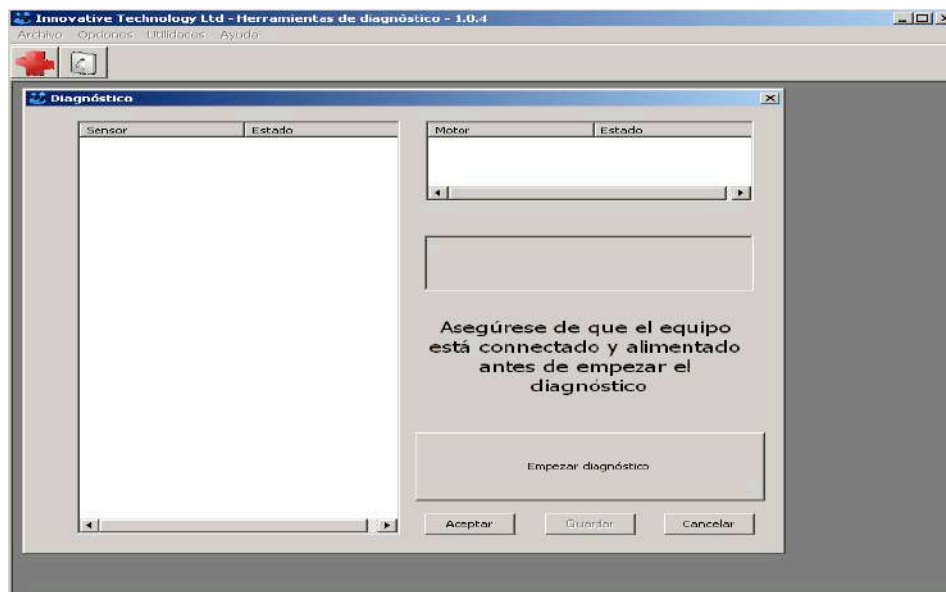 Innovative Technology Ltd - Herramientas de diagnóstico - 1.0.4
Archivo Opciones Utilidades Ayuda
Diagnóstico
Sensor Estado
Motor Estado
Asegúrese de que el equipo
está connectado y alimentado
antes de empezar el
diagnóstico
Empezar diagnóstico
Aceptar Guardar Cancelar